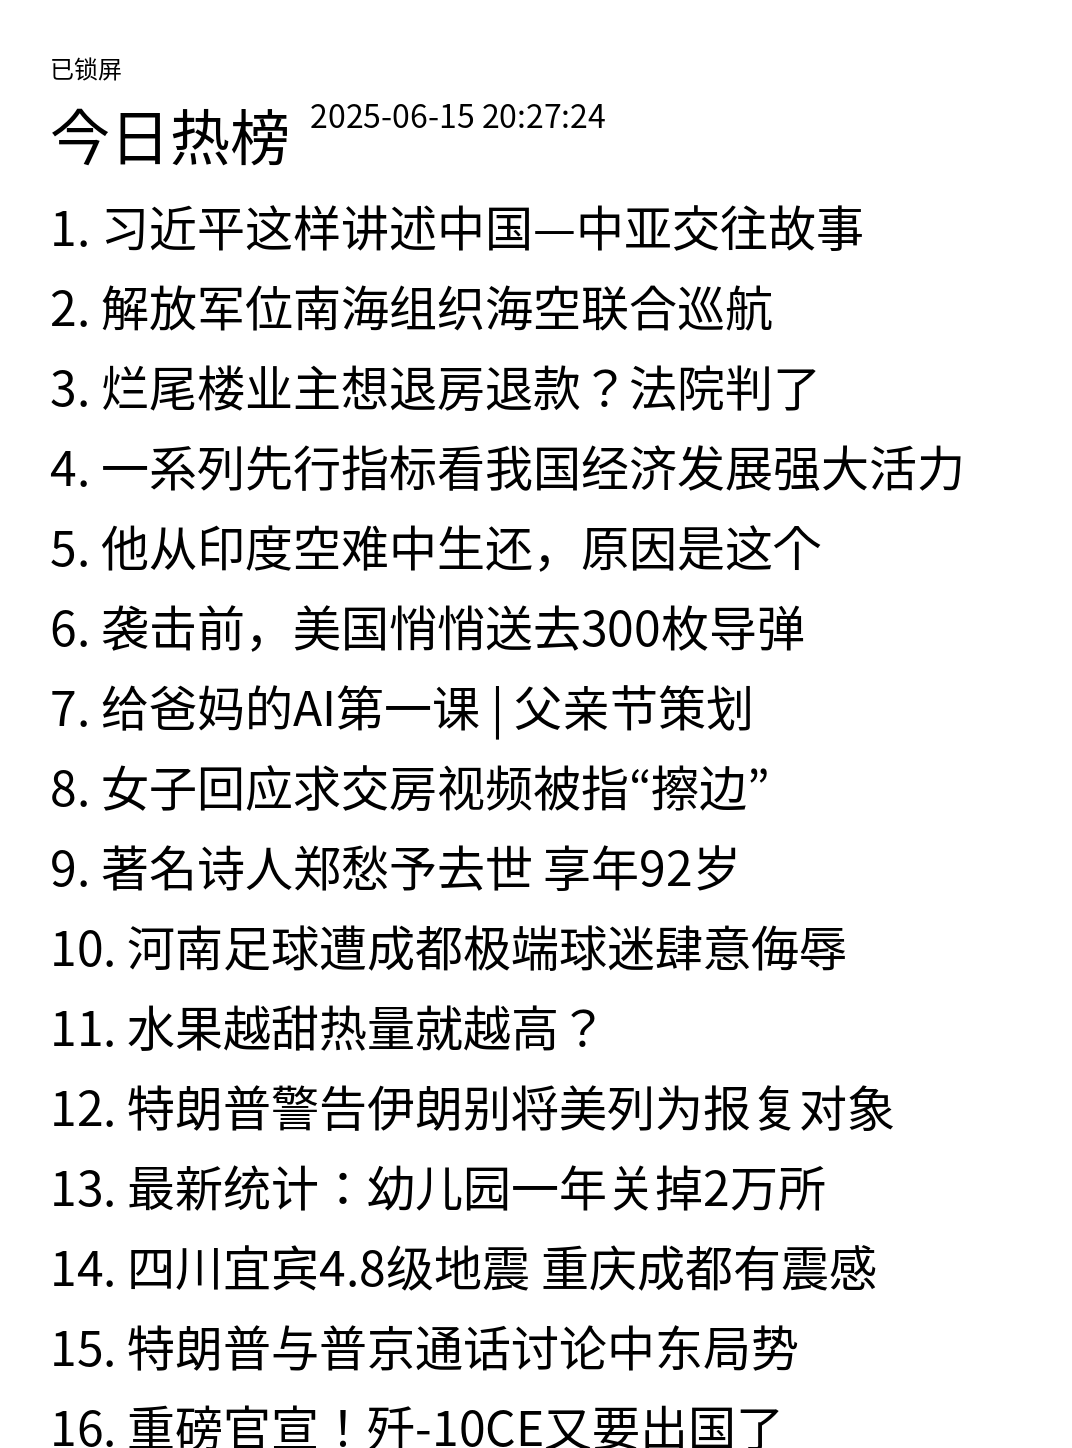 已锁屏
今日热榜 2025-06-15 20:27:24
1. 习近平这样讲述中国—中亚交往故事
2. 解放军位南海组织海空联合巡航
3. 烂尾楼业主想退房退款？法院判了
4. 一系列先行指标看我国经济发展强大活力
5. 他从印度空难中生还，原因是这个
6. 袭击前，美国悄悄送去300枚导弹
7. 给爸妈的AI第一课 | 父亲节策划
8. 女子回应求交房视频被指“擦边”
9. 著名诗人郑愁予去世 享年92岁
10. 河南足球遭成都极端球迷肆意侮辱
11. 水果越甜热量就越高？
12. 特朗普警告伊朗别将美列为报复对象
13. 最新统计：幼儿园一年关掉2万所
14. 四川宜宾4.8级地震 重庆成都有震感
15. 特朗普与普京通话讨论中东局势
16. 重磅官宣！歼-10CE又要出国了